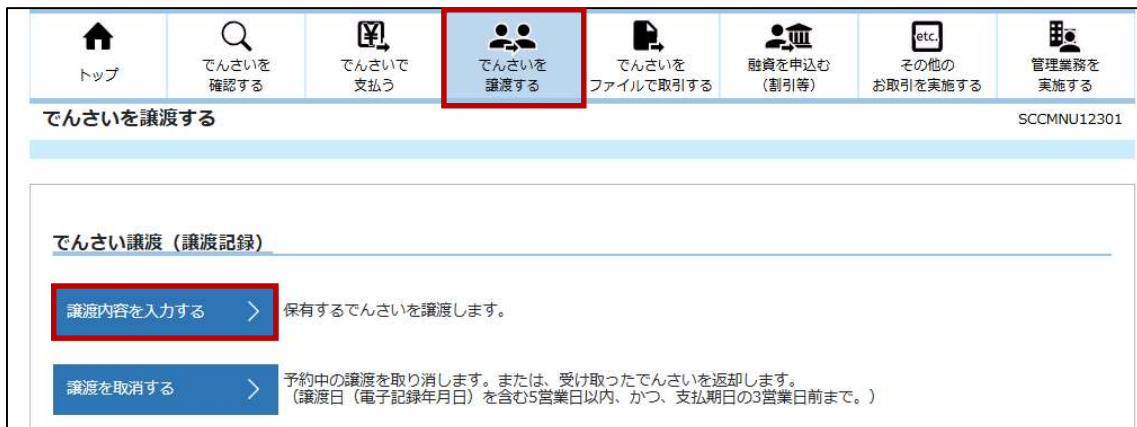 トップ
でんさいを
確認する
でんさいで
支払う
でんさいを
譲渡する
でんさいを
ファイルで取引する
融資を申込む
(割引等)
etc.
その他の
お取引を実施する
管理業務を
実施する
でんさいを譲渡する SCCMNU12301
でんさい譲渡（譲渡記録）
譲渡内容を入力する 保有するでんさいを譲渡します。
譲渡を取消する 予約中の譲渡を取り消します。または、受け取ったでんさいを返却します。
（譲渡日（電子記録年月日）を含む5営業日以内、かつ、支払期日の3営業日前まで。）